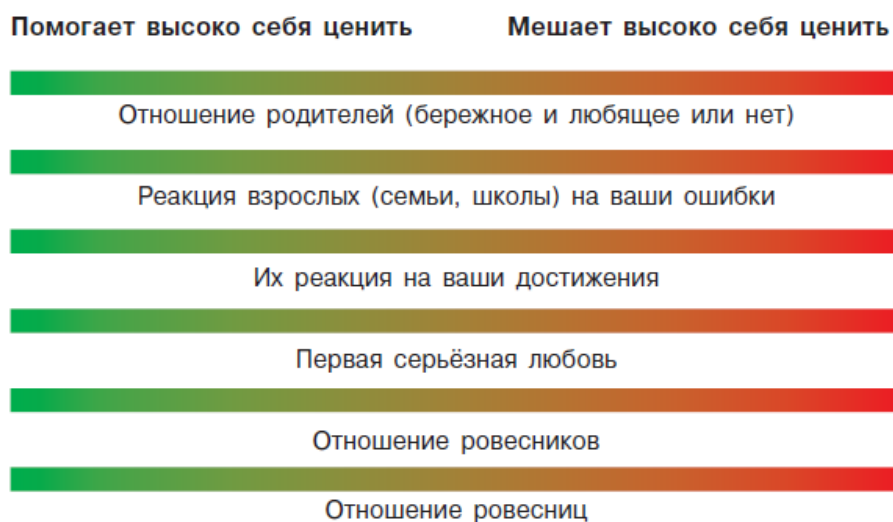 Помогает высоко себя ценить Мешает высоко себя ценить
Отношение родителей (бережное и любящее или нет)
Реакция взрослых (семьи, школы) на ваши ошибки
Их реакция на ваши достижения
Первая серьёзная любовь
Отношение ровесников
Отношение ровесниц